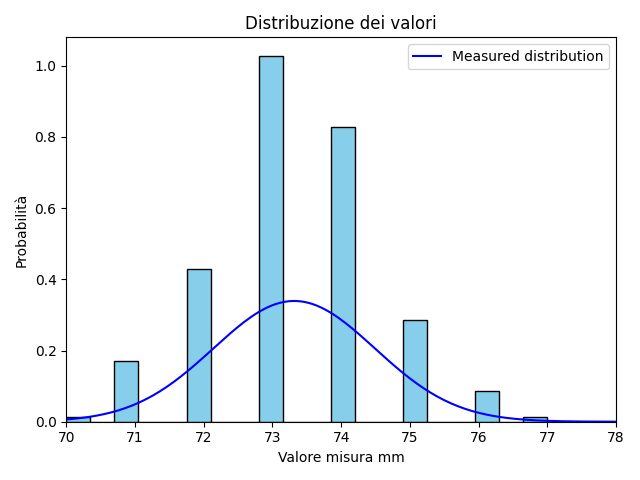 Distribuzione dei valori
Measured distribution
Probabilità
1.0
0.8
0.6
0.4
0.2
0.0
70 71 72 73 74 75 76 77 78
Valore misura mm